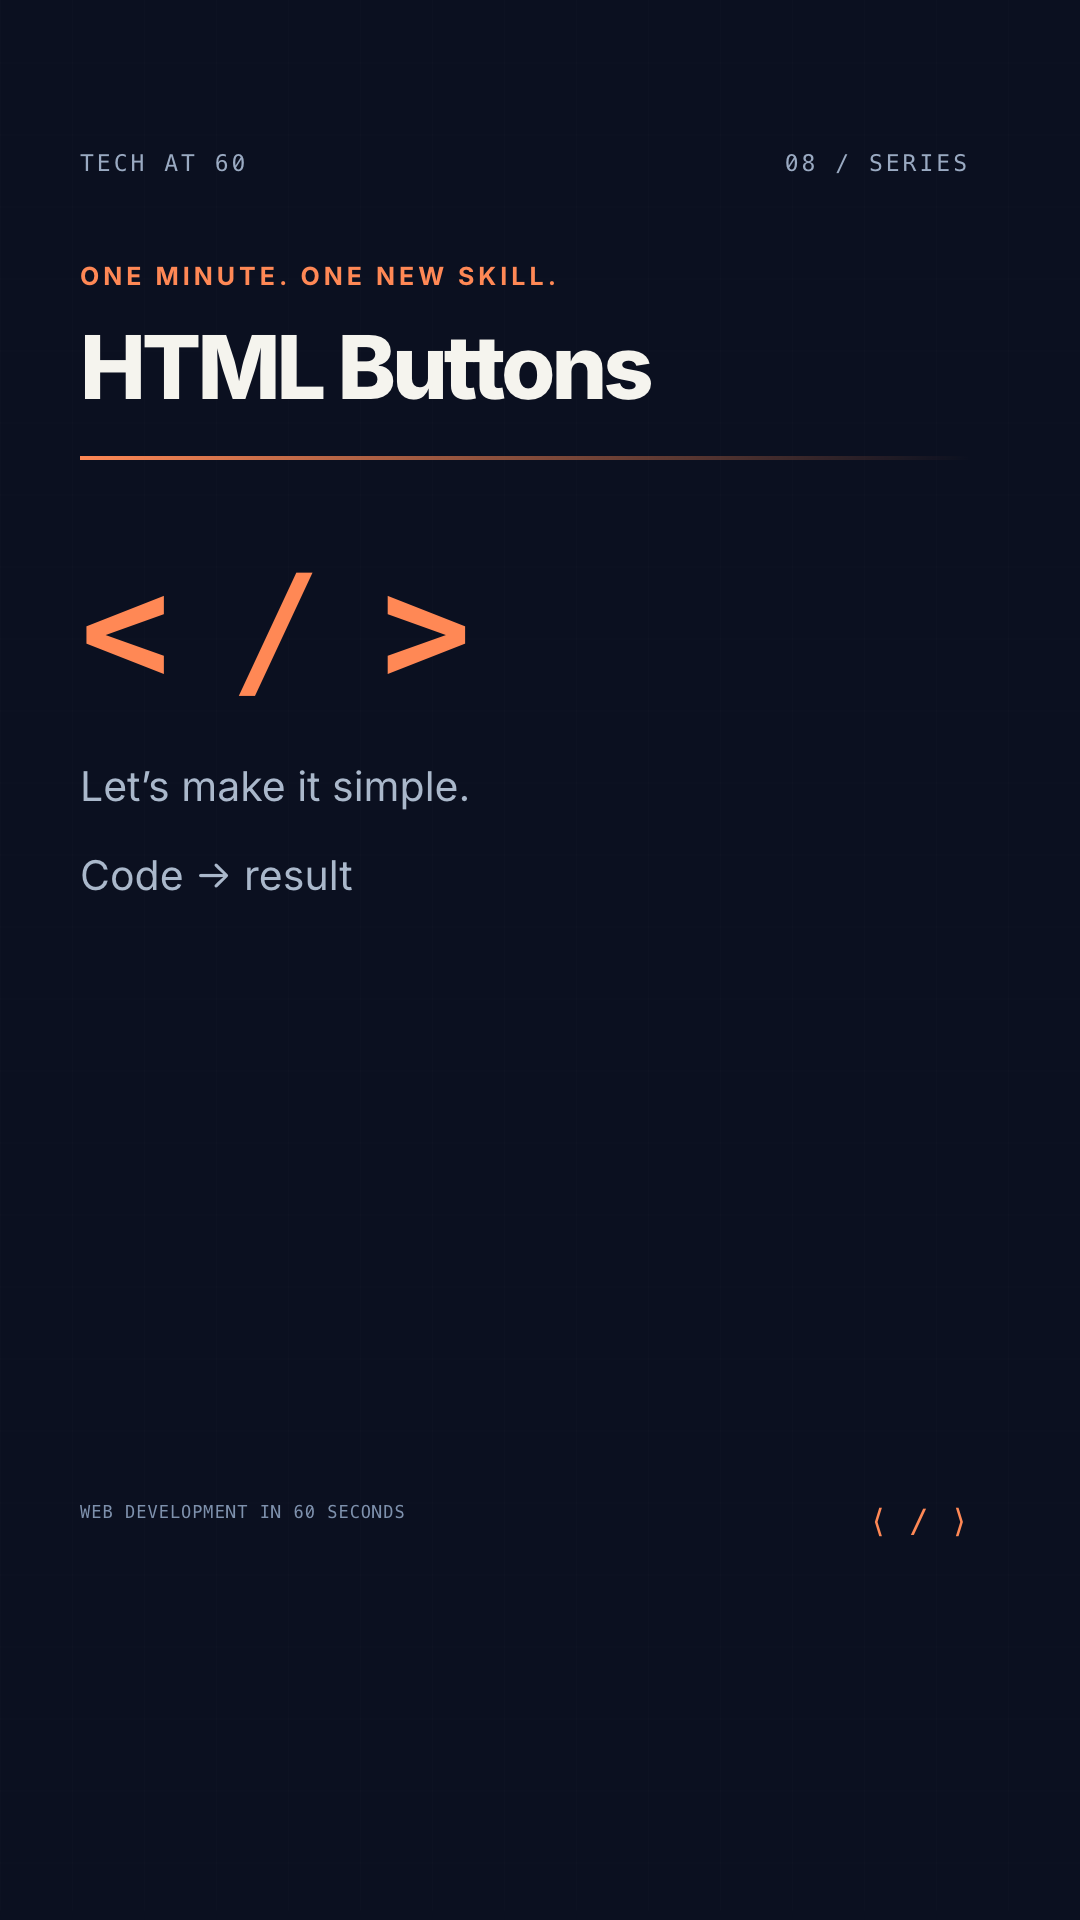 TECH AT 60
08 / SERIES
ONE MINUTE. ONE NEW SKILL.
HTML Buttons
< / >
Let’s make it simple.
Code → result
WEB DEVELOPMENT IN 60 SECONDS
⟨ / ⟩